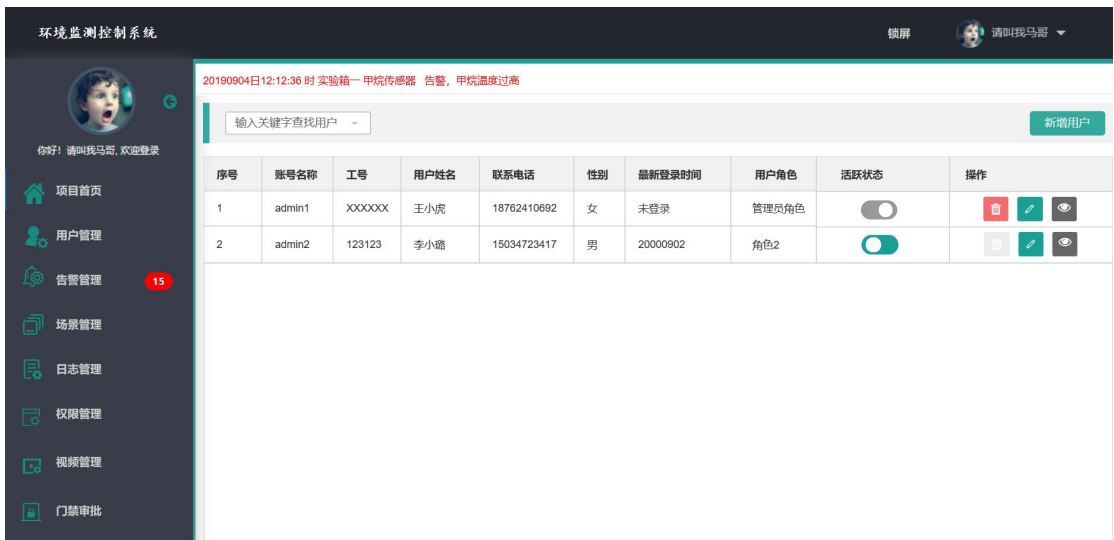 环境监测控制系统
锁屏
请叫我马哥
你好！请叫我马哥, 欢迎登录
项目首页
用户管理
告警管理 15
场景管理
日志管理
权限管理
视频管理
门禁审批
20190904日12:12:36 时 实验箱一 甲烷传感器 告警，甲烷温度过高
输入关键字查找用户
新增用户
序号 账号名称 工号 用户姓名 联系电话 性别 最新登录时间 用户角色 活跃状态 操作
1 admin1 XXXXXX 王小虎 18762410692 女 未登录 管理员角色
2 admin2 123123 李小璐 15034723417 男 20000902 角色2